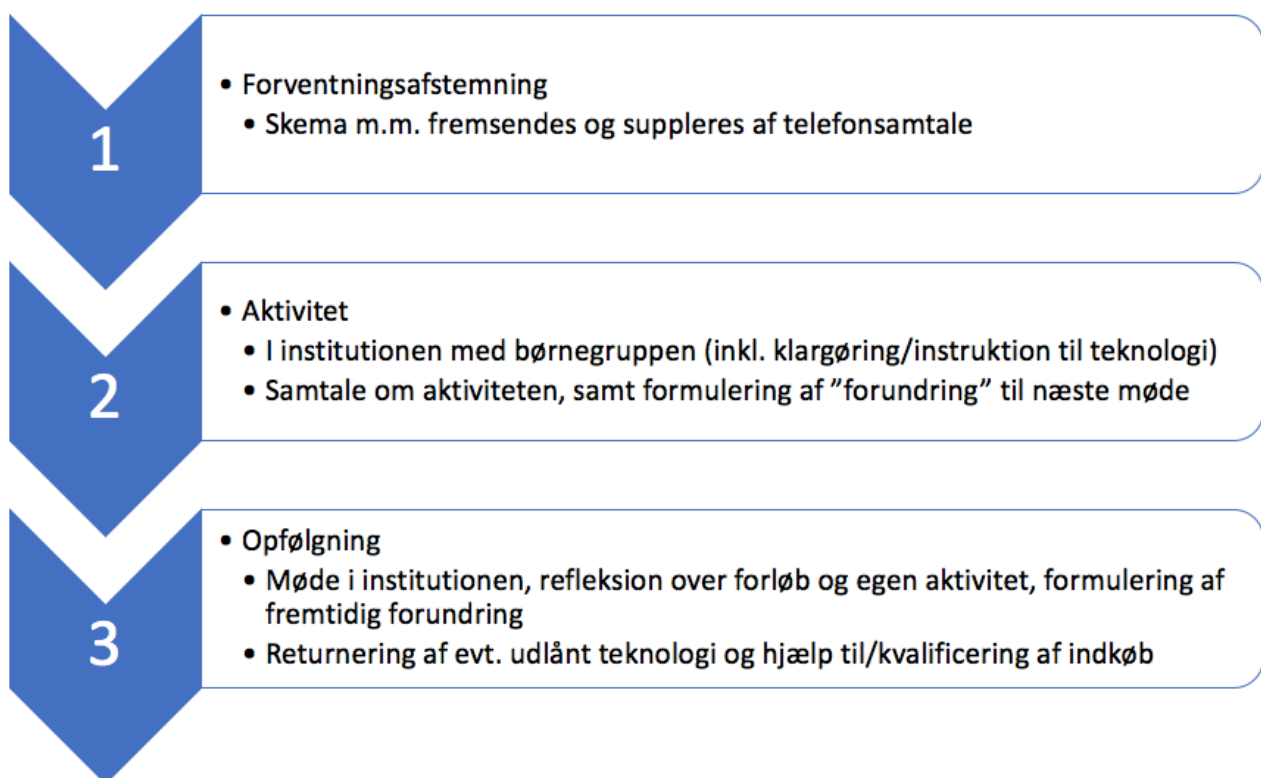 1
• Forventningsafstemning
• Skema m.m. fremsendes og suppleres af telefonsamtale
2
• Aktivitet
• I institutionen med børnegruppen (inkl. klargøring/instruktion til teknologi)
• Samtale om aktiviteten, samt formulering af ”forundring” til næste møde
3
• Opfølgning
• Møde i institutionen, refleksion over forløb og egen aktivitet, formulering af
fremtidig forundring
• Returnering af evt. udlånt teknologi og hjælp til/kvalificering af indkøb